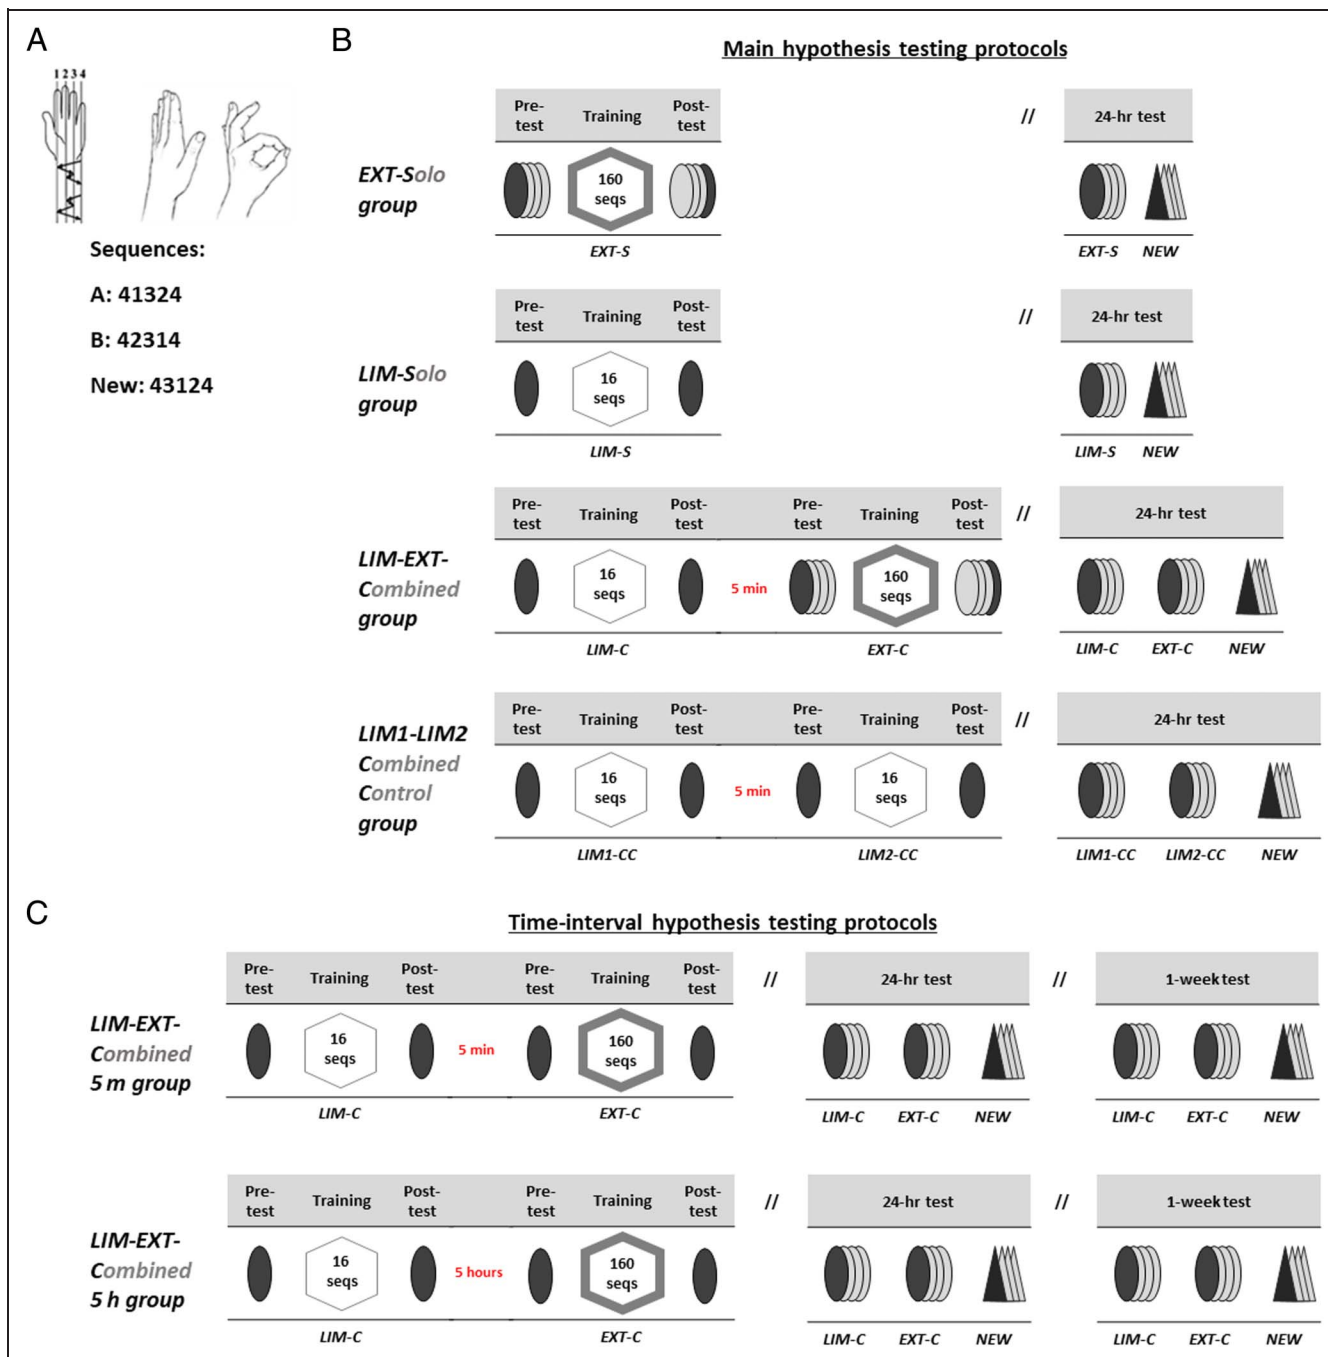 A
B
Main hypothesis testing protocols
1 2 3 4
Sequences:
A: 41324
B: 42314
New: 43124
Pre-
test
Training
Post-
test
//
24-hr test
EXT-Solo
group
160
seqs
EXT-S
EXT-S
NEW
Pre-
test
Training
Post-
test
//
24-hr test
LIM-Solo
group
16
seqs
LIM-S
LIM-S
NEW
Pre-
test
Training
Post-
test
Pre-
test
Training
Post-
test
//
24-hr test
LIM-EXT-
Combined
group
16
seqs
5 min
160
seqs
LIM-C
EXT-C
LIM-C
EXT-C
NEW
Pre-
test
Training
Post-
test
Pre-
test
Training
Post-
test
//
24-hr test
LIM1-LIM2
Combined
Control
group
16
seqs
5 min
16
seqs
LIM1-CC
LIM2-CC
LIM1-CC
LIM2-CC
NEW
C
Time-interval hypothesis testing protocols
Pre-
test
Training
Post-
test
Pre-
test
Training
Post-
test
//
24-hr test
//
1-week test
LIM-EXT-
Combined
5 m group
16
seqs
5 min
160
seqs
LIM-C
EXT-C
LIM-C
EXT-C
NEW
LIM-C
EXT-C
NEW
Pre-
test
Training
Post-
test
Pre-
test
Training
Post-
test
//
24-hr test
//
1-week test
LIM-EXT-
Combined
5 h group
16
seqs
5 hours
160
seqs
LIM-C
EXT-C
LIM-C
EXT-C
NEW
LIM-C
EXT-C
NEW